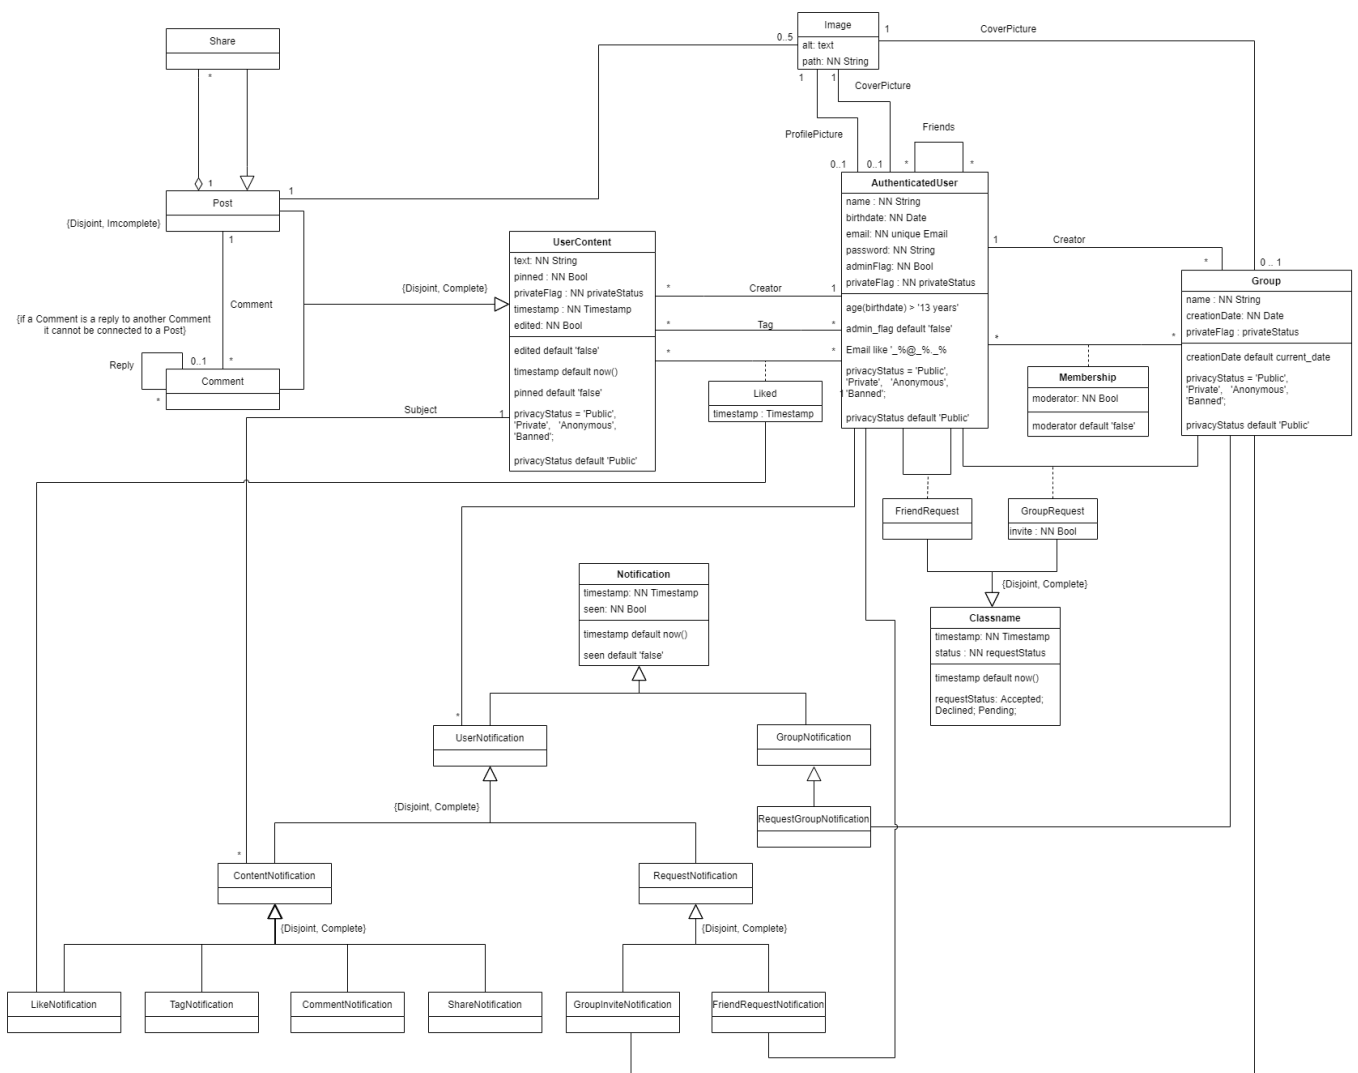 Image
1
CoverPicture
Share
0..5
alt: text
*
path: NN String
1
1
CoverPicture
Friends
ProfilePicture
0..1
0..1
*
*
1
1
AuthenticatedUser
Post
name : NN String
{Disjoint, Imcomplete}
birthdate: NN Date
email: NN unique Email
password: NN String
adminFlag: NN Bool
privateFlag : NN privateStatus
age(birthdate) > '13 years'
admin_flag default 'false'
Email like '_%@_%._%
privacyStatus = 'Public',
'Private', 'Anonymous',
'Banned';
privacyStatus default 'Public'
1
UserContent
text: NN String
pinned : NN Bool
privateFlag : NN privateStatus
timestamp : NN Timestamp
edited: NN Bool
edited default 'false'
timestamp default now()
pinned default 'false'
privacyStatus = 'Public',
'Private', 'Anonymous',
'Banned';
privacyStatus default 'Public'
1
Creator
*
0 .. 1
Group
name : NN String
creationDate: NN Date
privateFlag : privateStatus
creationDate default current_date
privacyStatus = 'Public',
'Private', 'Anonymous',
'Banned';
privacyStatus default 'Public'
{Disjoint, Complete}
*
Creator
1
Comment
{if a Comment is a reply to another Comment
it cannot be connected to a Post}
*
Tag
*
*
*
*
*
Reply
0..1
*
Comment
*
Liked
timestamp : Timestamp
1
Membership
moderator: NN Bool
moderator default 'false'
Subject
1
FriendRequest
GroupRequest
invite : NN Bool
Notification
timestamp: NN Timestamp
seen: NN Bool
timestamp default now()
seen default 'false'
{Disjoint, Complete}
Classname
timestamp: NN Timestamp
status : NN requestStatus
timestamp default now()
requestStatus: Accepted;
Declined; Pending;
*
UserNotification
GroupNotification
{Disjoint, Complete}
RequestGroupNotification
*
ContentNotification
RequestNotification
{Disjoint, Complete}
{Disjoint, Complete}
LikeNotification
TagNotification
CommentNotification
ShareNotification
GroupInviteNotification
FriendRequestNotification